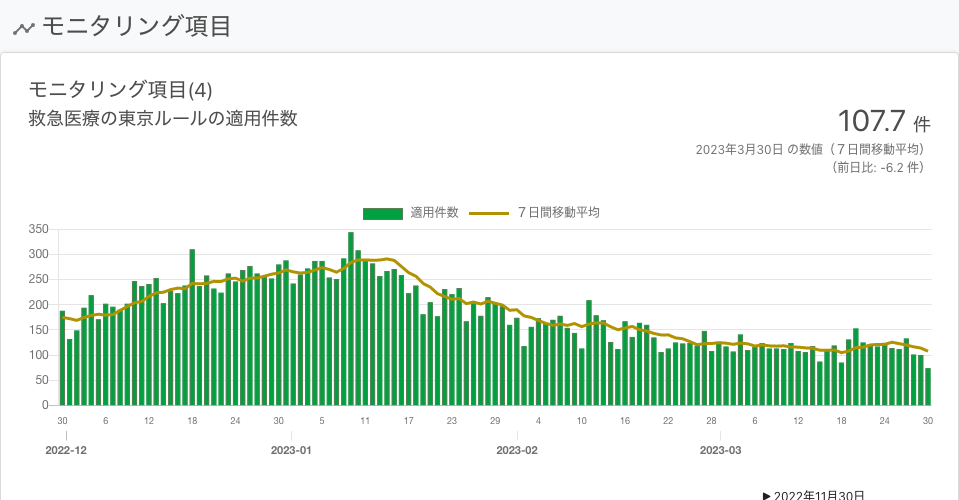 モニタリング項目
モニタリング項目(4)
救急医療の東京ルールの適用件数
107.7 件
2023年3月30日 の数値（７日間移動平均）
（前日比: -6.2 件）
適用件数 ７日間移動平均
350
300
250
200
150
100
50
0
30 6 12 18 24 30 5 11 17 23 29 4 10 16 22 28 6 12 18 24 30
2022-12 2023-01 2023-02 2023-03
▶ 2022年11月30日